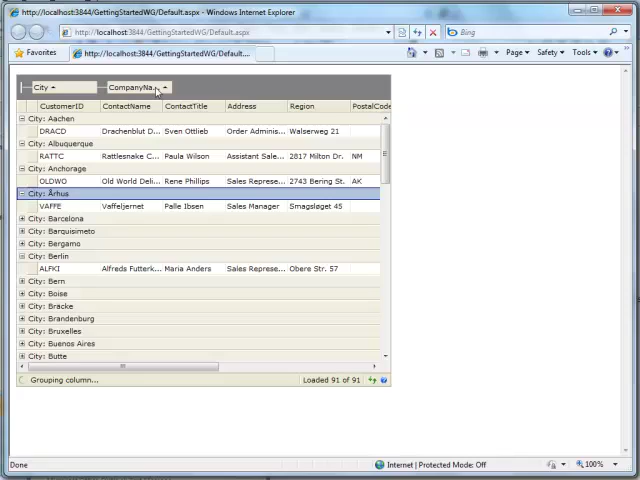 http://localhost:3844/GettingStartedWG/Default.aspx - Windows Internet Explorer
http://localhost:3844/GettingStartedWG/Default.aspx
Bing
Favorites
http://localhost:3844/GettingStartedWG/Default....
Page
Safety
Tools
City
CompanyNa...
CustomerID ContactName ContactTitle Address Region PostalCode
City: Aachen
DRACD Drachenblut D... Sven Ottlieb Order Adminis... Walserweg 21
City: Albuquerque
RATTC Rattlesnake C... Paula Wilson Assistant Sale... 2817 Milton Dr. NM
City: Anchorage
OLDWO Old World Deli... Rene Phillips Sales Represe... 2743 Bering St. AK
City: Århus
VAFFE Vaffeljernet Palle Ibsen Sales Manager Smagsløget 45
City: Barcelona
City: Barquisimeto
City: Bergamo
City: Berlin
ALFKI Alfreds Futterk... Maria Anders Sales Represe... Obere Str. 57
City: Bern
City: Boise
City: Bräcke
City: Brandenburg
City: Bruxelles
City: Buenos Aires
City: Butte
Grouping column... Loaded 91 of 91
Done Internet | Protected Mode: Off 100%